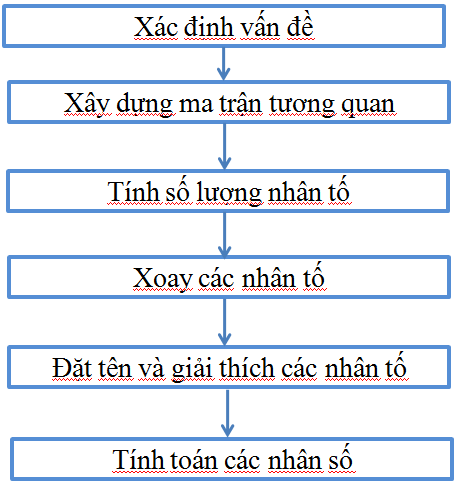 Xác đinh vấn đề
Xây dựng ma trận tương quan
Tính số lượng nhân tố
Xoay các nhân tố
Đặt tên và giải thích các nhân tố
Tính toán các nhân số